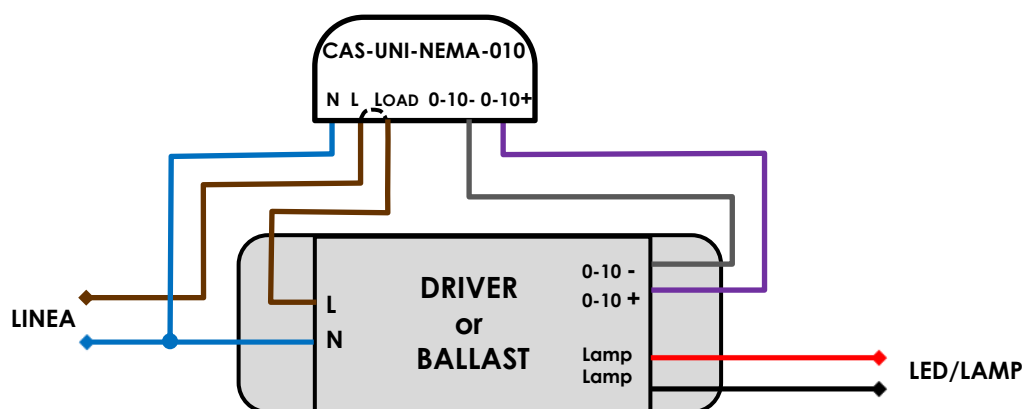 CAS-UNI-NEMA-010
N L LOAD 0-10- 0-10+
LINEA
L
N
DRIVER
or
BALLAST
0-10 -
0-10 +
Lamp
Lamp
LED/LAMP